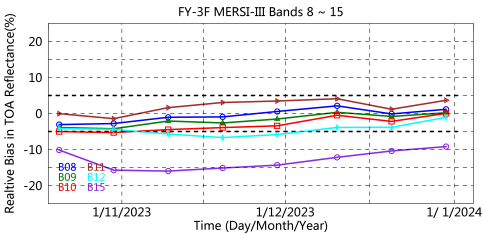 FY-3F MERSI-III Bands 8 ~ 15
Realtive Bias in TOA Reflectance(%)
20
10
0
-10
-20
B08 B11
B09 B12
B10 B15
1/11/2023 1/12/2023 1/ 1/2024
Time (Day/Month/Year)